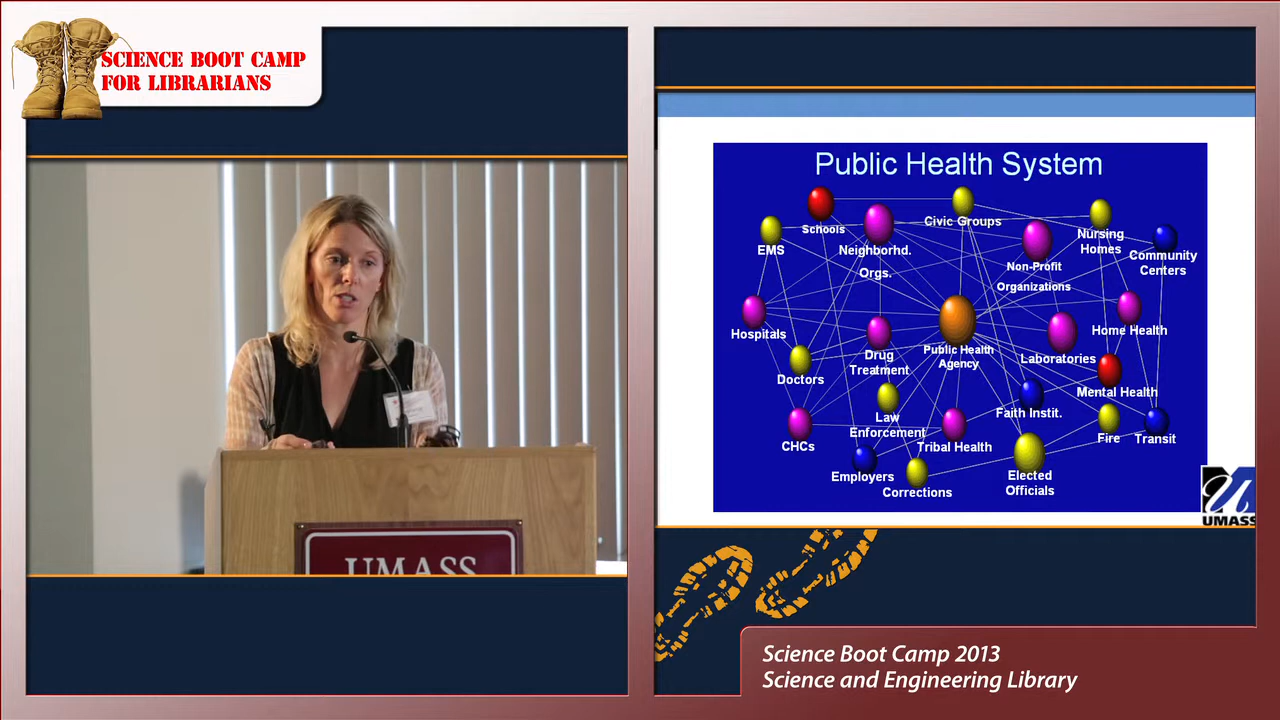 SCIENCE BOOT CAMP
FOR LIBRARIANS
UMASS
Public Health System
Schools
Civic Groups
EMS
Neighborhd.
Orgs.
Non-Profit
Organizations
Nursing
Homes
Community
Centers
Hospitals
Drug
Treatment
Public Health
Agency
Laboratories
Home Health
Doctors
Mental Health
Law
Enforcement
Faith Instit.
CHCs
Tribal Health
Fire
Transit
Employers
Corrections
Elected
Officials
U
UMASS
Science Boot Camp 2013
Science and Engineering Library